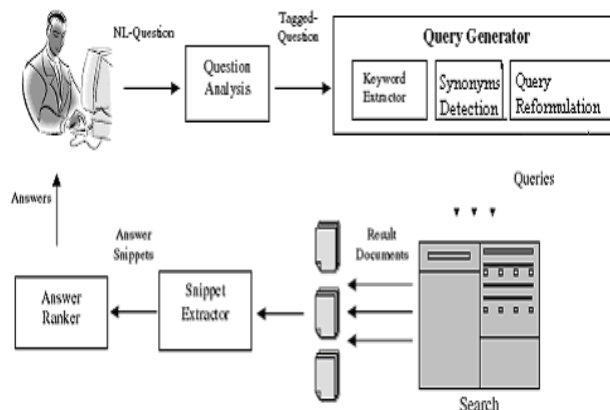 NL-Question
Tagged-
Question
Query Generator
Question
Analysis
Keyword
Extractor
Synonyms
Detection
Query
Reformulation
Queries
Answers
Answer
Snippets
Result
Documents
Answer
Ranker
Snippet
Extractor
Search